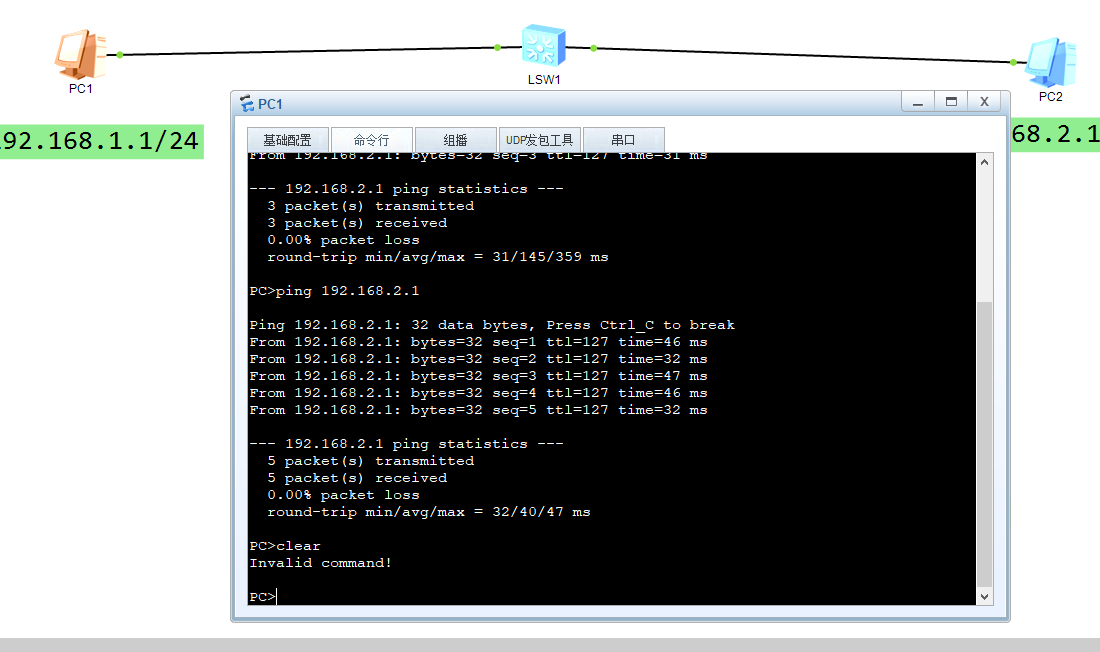 PC1
LSW1
PC2
92.168.1.1/24
68.2.1
PC1
基础配置
命令行
组播
UDP发包工具
串口
From 192.168.2.1: bytes=32 seq=3 ttl=127 time=31 ms
--- 192.168.2.1 ping statistics ---
3 packet(s) transmitted
3 packet(s) received
0.00% packet loss
round-trip min/avg/max = 31/145/359 ms
PC>ping 192.168.2.1
Ping 192.168.2.1: 32 data bytes, Press Ctrl_C to break
From 192.168.2.1: bytes=32 seq=1 ttl=127 time=46 ms
From 192.168.2.1: bytes=32 seq=2 ttl=127 time=32 ms
From 192.168.2.1: bytes=32 seq=3 ttl=127 time=47 ms
From 192.168.2.1: bytes=32 seq=4 ttl=127 time=46 ms
From 192.168.2.1: bytes=32 seq=5 ttl=127 time=32 ms
--- 192.168.2.1 ping statistics ---
5 packet(s) transmitted
5 packet(s) received
0.00% packet loss
round-trip min/avg/max = 32/40/47 ms
PC>clear
Invalid command!
PC>